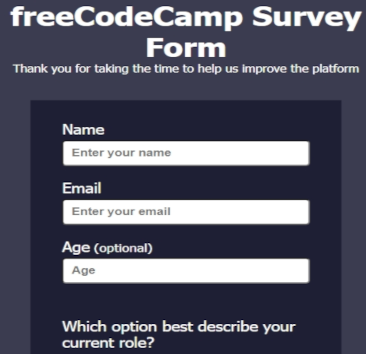 freeCodeCamp Survey
Form
Thank you for taking the time to help us improve the platform
Name
Enter your name
Email
Enter your email
Age (optional)
Age
Which option best describe your
current role?